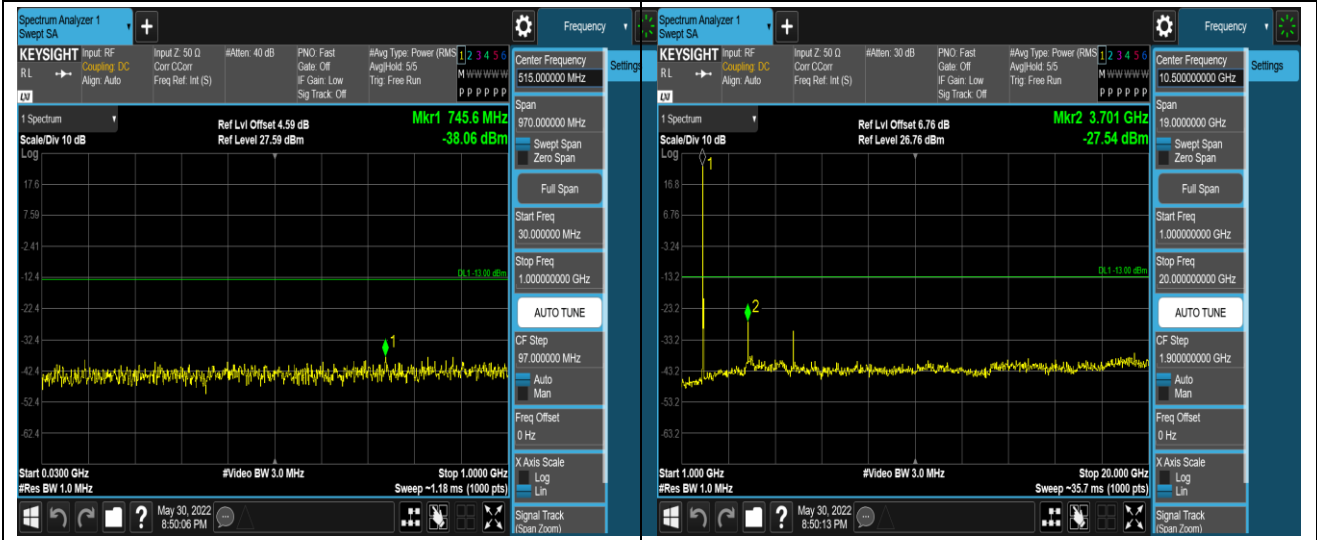 Spectrum Analyzer 1
Swept SA
Frequency
KEYSIGHT
RL
LXI
Input: RF
Coupling: DC
Align: Auto
Input Z: 50 Ω
Corr CCorr
Freq Ref: Int (S)
#Atten: 40 dB
PNO: Fast
Gate: Off
IF Gain: Low
Sig Track: Off
#Avg Type: Power (RMS
Avg|Hold: 5/5
Trig: Free Run
1 2 3 4 5 6
M W W W W W
P P P P P P
1 Spectrum
Scale/Div 10 dB
Log
Ref Lvl Offset 4.59 dB
Ref Level 27.59 dBm
Mkr1 745.6 MHz
-38.06 dBm
17.6
7.59
-2.41
-12.4
-22.4
-32.4
-42.4
-52.4
-62.4
DL1 -13.00 dBm
1
Start 0.0300 GHz
#Res BW 1.0 MHz
#Video BW 3.0 MHz
Stop 1.0000 GHz
Sweep ~1.18 ms (1000 pts)
Center Frequency
515.000000 MHz
Settings
Span
970.000000 MHz
Swept Span
Zero Span
Full Span
Start Freq
30.000000 MHz
Stop Freq
1.000000000 GHz
AUTO TUNE
CF Step
97.000000 MHz
Auto
Man
Freq Offset
0 Hz
X Axis Scale
Log
Lin
Signal Track
(Span Zoom)
?
May 30, 2022
8:50:06 PM
Spectrum Analyzer 1
Swept SA
Frequency
KEYSIGHT
RL
LXI
Input: RF
Coupling: DC
Align: Auto
Input Z: 50 Ω
Corr CCorr
Freq Ref: Int (S)
#Atten: 30 dB
PNO: Fast
Gate: Off
IF Gain: Low
Sig Track: Off
#Avg Type: Power (RMS
Avg|Hold: 5/5
Trig: Free Run
1 2 3 4 5 6
M W W W W W
P P P P P P
1 Spectrum
Scale/Div 10 dB
Log
Ref Lvl Offset 6.76 dB
Ref Level 26.76 dBm
Mkr2 3.701 GHz
-27.54 dBm
16.8
6.76
-3.24
-13.2
-23.2
-33.2
-43.2
-53.2
-63.2
DL1 -13.00 dBm
1
2
Start 1.000 GHz
#Res BW 1.0 MHz
#Video BW 3.0 MHz
Stop 20.000 GHz
Sweep ~35.7 ms (1000 pts)
Center Frequency
10.500000000 GHz
Settings
Span
19.0000000 GHz
Swept Span
Zero Span
Full Span
Start Freq
1.000000000 GHz
Stop Freq
20.000000000 GHz
AUTO TUNE
CF Step
1.900000000 GHz
Auto
Man
Freq Offset
0 Hz
X Axis Scale
Log
Lin
Signal Track
(Span Zoom)
?
May 30, 2022
8:50:13 PM